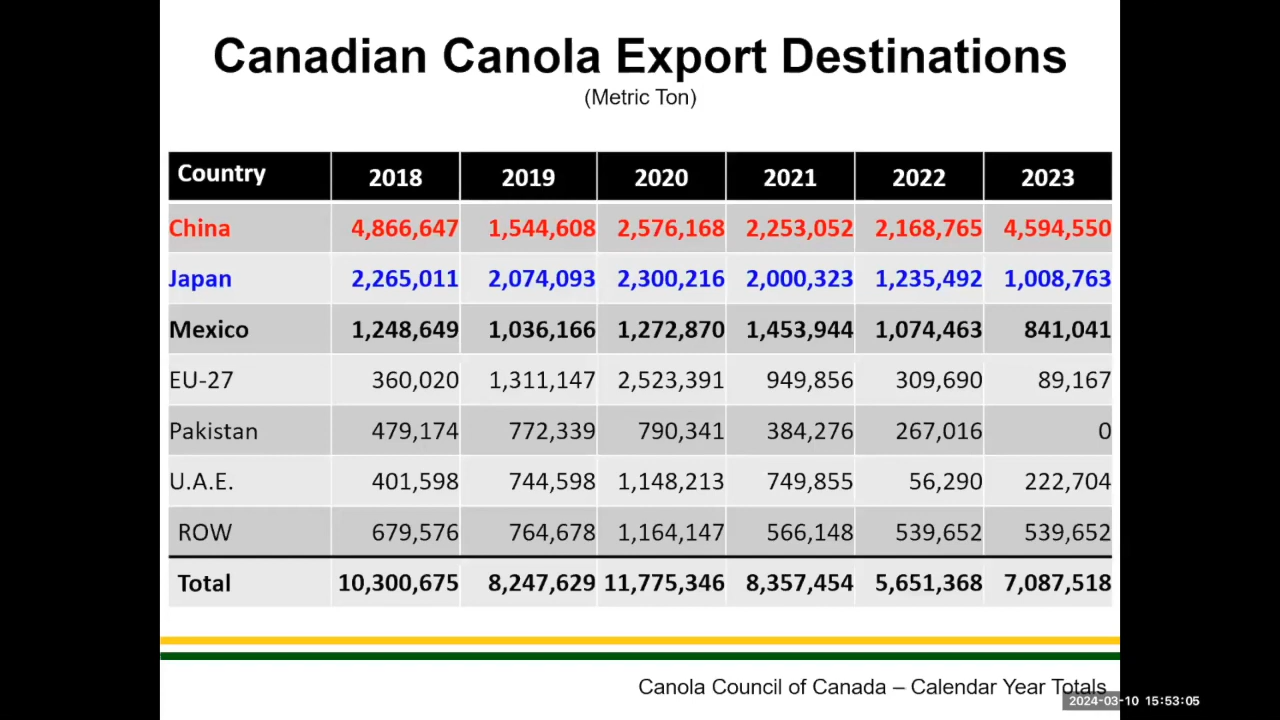 Canadian Canola Export Destinations
(Metric Ton)
Country 2018 2019 2020 2021 2022 2023
China 4,866,647 1,544,608 2,576,168 2,253,052 2,168,765 4,594,550
Japan 2,265,011 2,074,093 2,300,216 2,000,323 1,235,492 1,008,763
Mexico 1,248,649 1,036,166 1,272,870 1,453,944 1,074,463 841,041
EU-27 360,020 1,311,147 2,523,391 949,856 309,690 89,167
Pakistan 479,174 772,339 790,341 384,276 267,016 0
U.A.E. 401,598 744,598 1,148,213 749,855 56,290 222,704
ROW 679,576 764,678 1,164,147 566,148 539,652 539,652
Total 10,300,675 8,247,629 11,775,346 8,357,454 5,651,368 7,087,518
Canola Council of Canada – Calendar Year Totals
2024-03-10 15:53:05